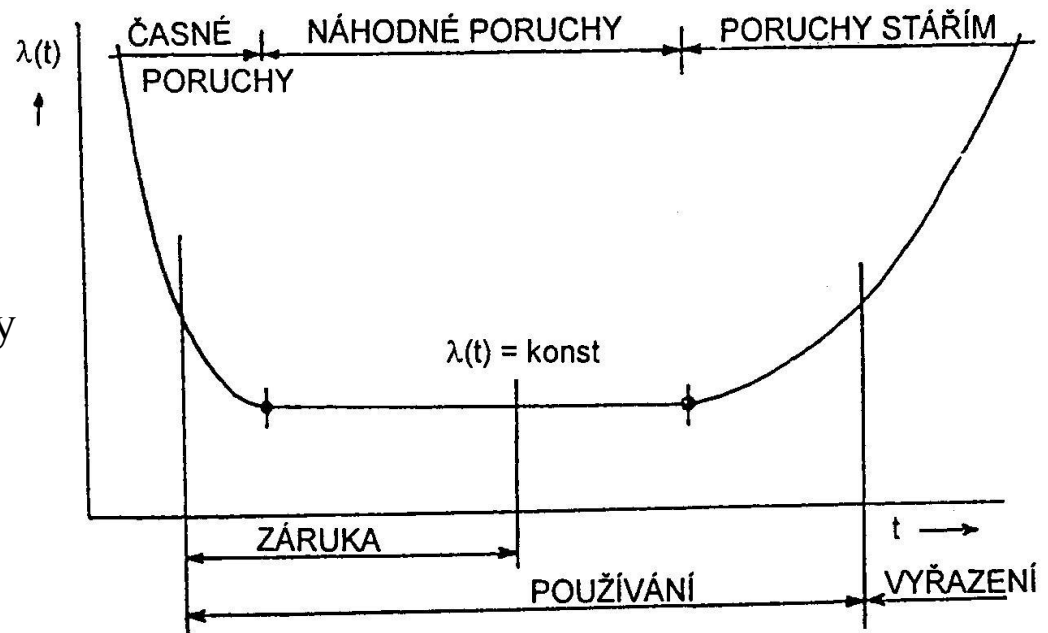 λ(t)
ČASNÉ
PORUCHY
NÁHODNÉ PORUCHY
PORUCHY STÁŘÍM
y
λ(t) = konst
t
ZÁRUKA
POUŽÍVÁNÍ
VYŘAZENÍ